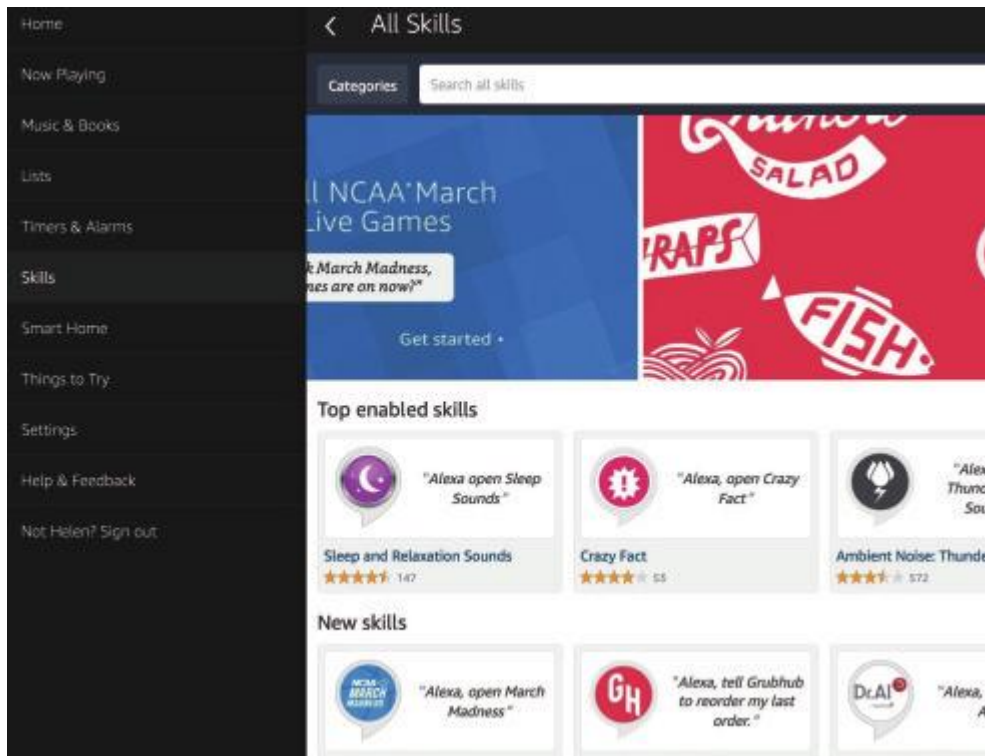 Home
Now Playing
Music & Books
Lists
Timers & Alarms
Skills
Smart Home
Things to Try
Settings
Help & Feedback
Not Helen? Sign out
All Skills
Categories
Search all skills
NCAA® March
Live Games
March Madness,
are on now?"
Get started
SALAD
FISH
Top enabled skills
"Alexa open Sleep
Sounds"
Sleep and Relaxation Sounds
147
"Alexa, open Crazy
Fact"
Crazy Fact
55
Ambient Noise:
572
New skills
NCAA
MARCH
MADNESS
"Alexa, open March
Madness"
GH
"Alexa, tell Grubhub
to reorder my last
order."
Dr.AI
"Alexa,